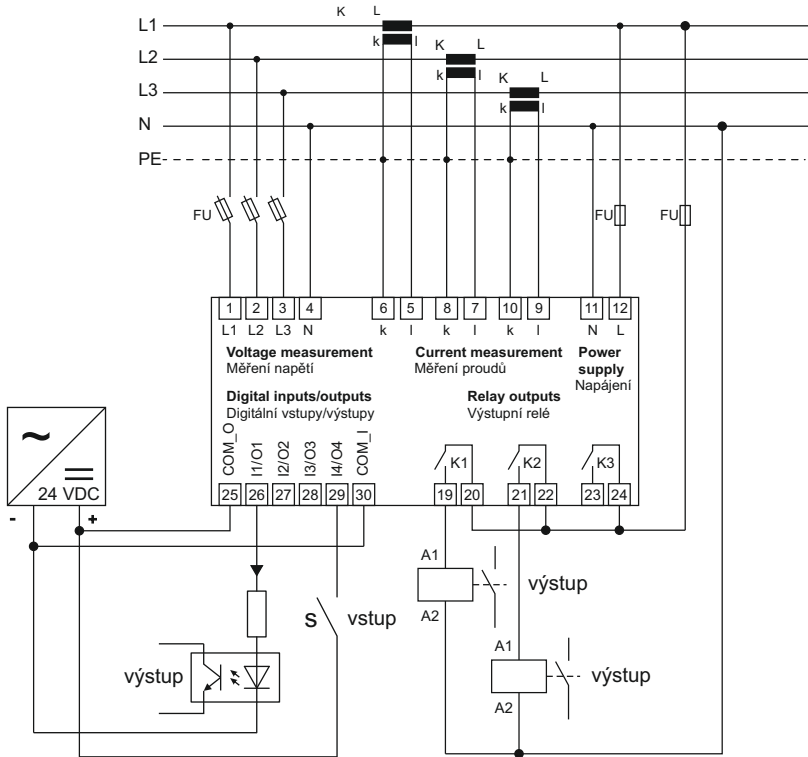 K L
L1
k l
K L
L2
k l
K L
L3
k l
N
PE
FU
FU
FU
1 2 3 4 6 5 8 7 10 9 11 12
L1 L2 L3 N k l k l k l N L
Voltage measurement
Měření napětí
Current measurement
Měření proudů
Power
supply
Napájení
Digital inputs/outputs
Digitální vstupy/výstupy
Relay outputs
Výstupní relé
COM_O
I1/O1
I2/O2
I3/O3
I4/O4
COM_I
K1
K2
K3
25 26 27 28 29 30 19 20 21 22 23 24
~
24 VDC
- +
A1
A2
výstup
S vstup
výstup
A1
A2
výstup